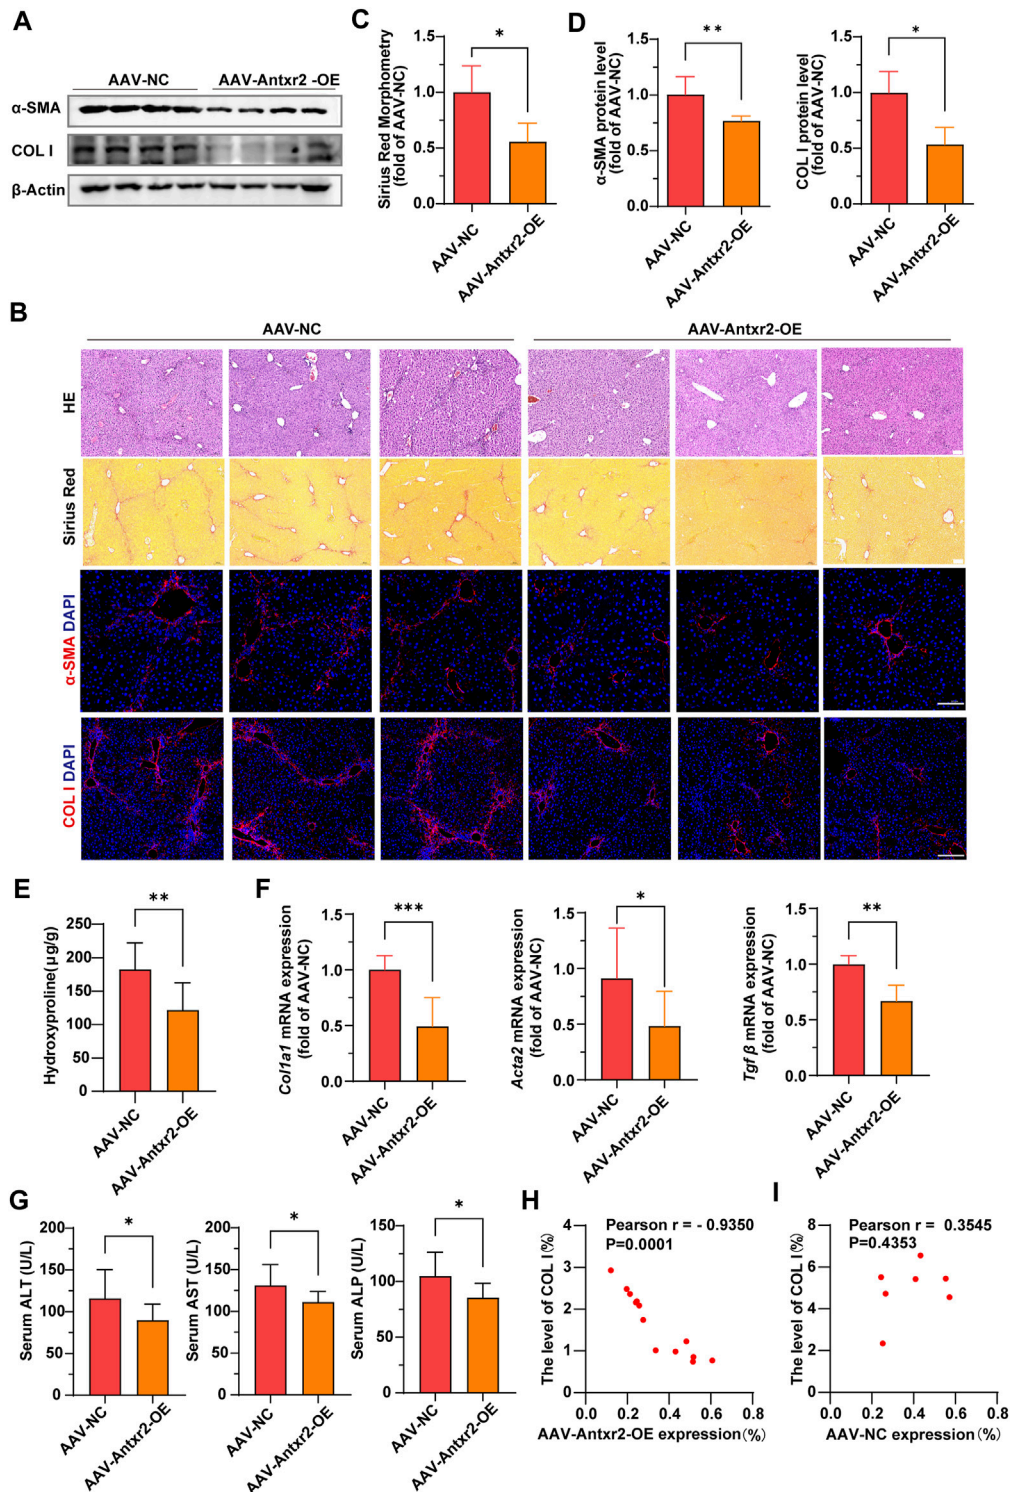 A
AAV-NC
AAV-Antxr2 -OE
α-SMA
COL I
β-Actin
C
Sirius Red Morphometry
(fold of AAV-NC)
1.5
1.0
0.5
0.0
*
AAV-NC
AAV-Antxr2-OE
D
α-SMA protein level
(fold of AAV-NC)
1.5
1.0
0.5
0.0
**
AAV-NC
AAV-Antxr2-OE
COL I protein level
(fold of AAV-NC)
1.5
1.0
0.5
0.0
*
AAV-NC
AAV-Antxr2-OE
B
AAV-NC
AAV-Antxr2-OE
HE
Sirius Red
α-SMA DAPI
COL I DAPI
E
Hydroxyproline(μg/g)
250
200
150
100
50
0
**
AAV-NC
AAV-Antxr2-OE
F
Col1a1 mRNA expression
(fold of AAV-NC)
1.5
1.0
0.5
0.0
***
AAV-NC
AAV-Antxr2-OE
Acta2 mRNA expression
(fold of AAV-NC)
1.5
1.0
0.5
0.0
*
AAV-NC
AAV-Antxr2-OE
Tgf β mRNA expression
(fold of AAV-NC)
1.5
1.0
0.5
0.0
**
AAV-NC
AAV-Antxr2-OE
G
Serum ALT (U/L)
200
150
100
50
0
*
AAV-NC
AAV-Antxr2-OE
Serum AST (U/L)
200
150
100
50
0
*
AAV-NC
AAV-Antxr2-OE
Serum ALP (U/L)
150
100
50
0
*
AAV-NC
AAV-Antxr2-OE
H
Pearson r = - 0.9350
P=0.0001
The level of COL I(%)
4
3
2
1
0
0.0 0.2 0.4 0.6 0.8
AAV-Antxr2-OE expression(%)
I
Pearson r = 0.3545
P=0.4353
The level of COL I(%)
8
6
4
2
0
0.0 0.2 0.4 0.6 0.8
AAV-NC expression(%)